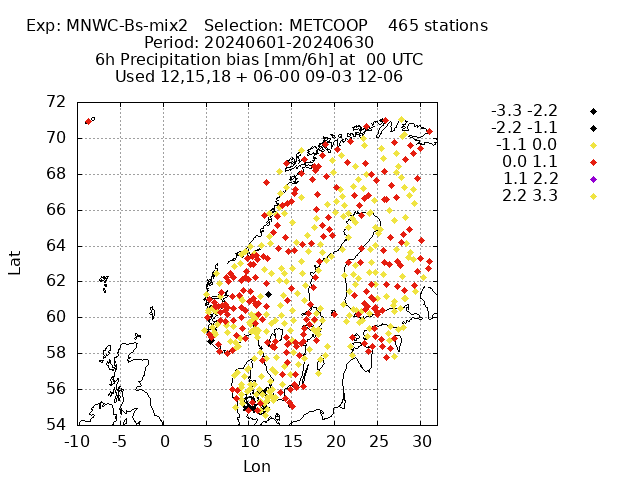 Exp: MNWC-Bs-mix2   Selection: METCOOP    465 stations
Period: 20240601-20240630
6h Precipitation bias [mm/6h] at  00 UTC
Used 12,15,18 + 06-00 09-03 12-06
-3.3 -2.2
-2.2 -1.1
-1.1 0.0
0.0 1.1
1.1 2.2
2.2 3.3
Lat
72
70
68
66
64
62
60
58
56
54
-10 -5 0 5 10 15 20 25 30
Lon